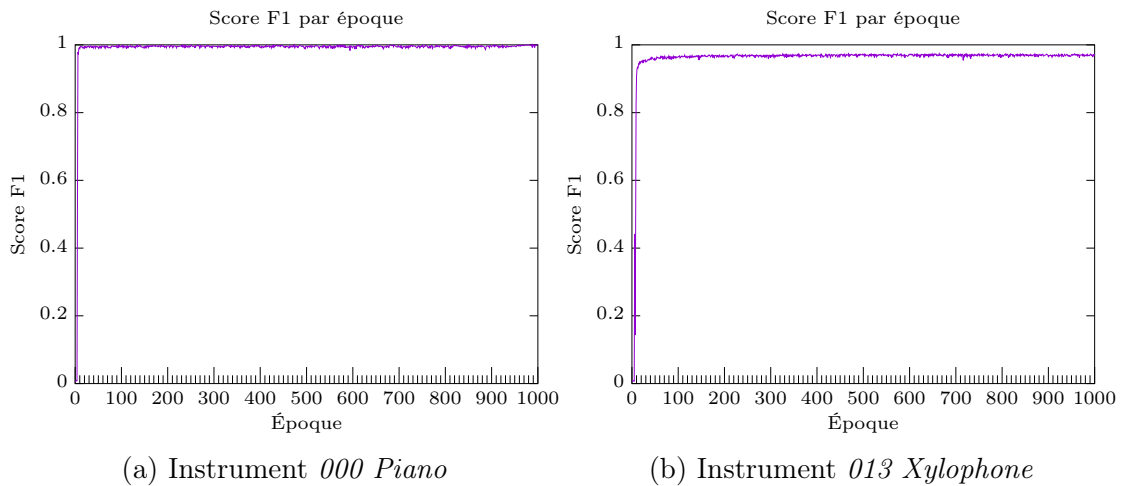 Score F1 par époque
Score F1
1
0.8
0.6
0.4
0.2
0
0 100 200 300 400 500 600 700 800 900 1000
Époque
(a) Instrument 000 Piano
Score F1 par époque
Score F1
1
0.8
0.6
0.4
0.2
0
0 100 200 300 400 500 600 700 800 900 1000
Époque
(b) Instrument 013 Xylophone